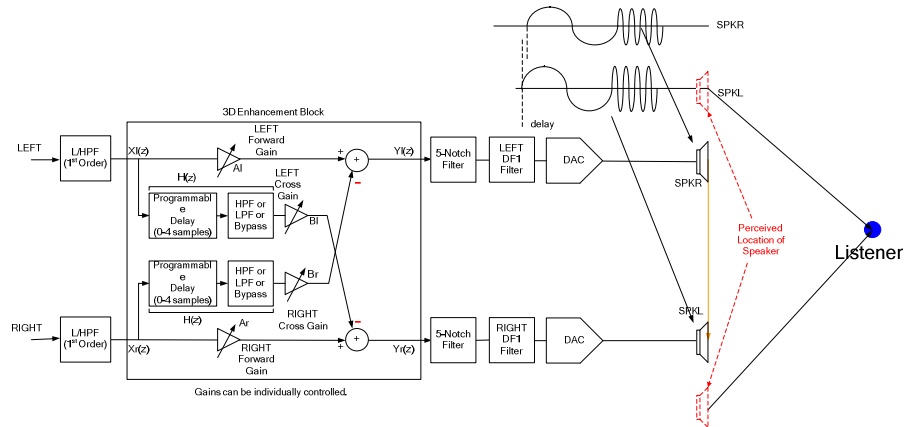 SPKR
SPKL
delay
3D Enhancement Block
LEFT
L/HPF
(1st Order)
Xl(z)
LEFT
Forward
Gain
Al
H(z)
LEFT
Cross
Gain
Programmabl
e
Delay
(0-4 samples)
HPF or
LPF or
Bypass
Bl
+
-
+
Yl(z)
5-Notch
Filter
LEFT
DF1
Filter
DAC
SPKR
Programmabl
e
Delay
(0-4 samples)
HPF or
LPF or
Bypass
Br
H(z)
RIGHT
Cross Gain
RIGHT
L/HPF
(1st Order)
Xr(z)
Ar
RIGHT
Forward
Gain
-
+
+
Yr(z)
5-Notch
Filter
RIGHT
DF1
Filter
DAC
SPKL
Perceived
Location of
Speaker
Listener
Gains can be individually controlled.